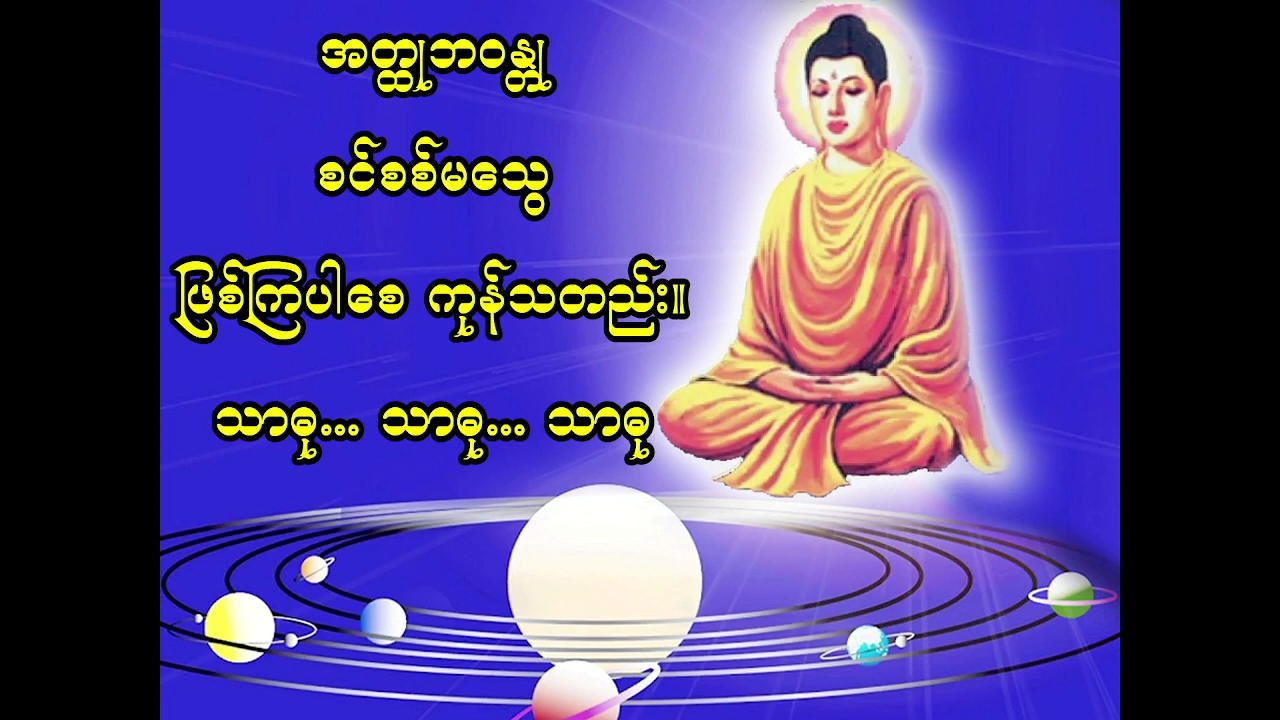 အတ္ထုဘဝန္တု
စင်စစ်မသွေ
ဖြစ်ကြပါစေ ကုန်သတည်း။
သာဓု... သာဓု... သာဓု